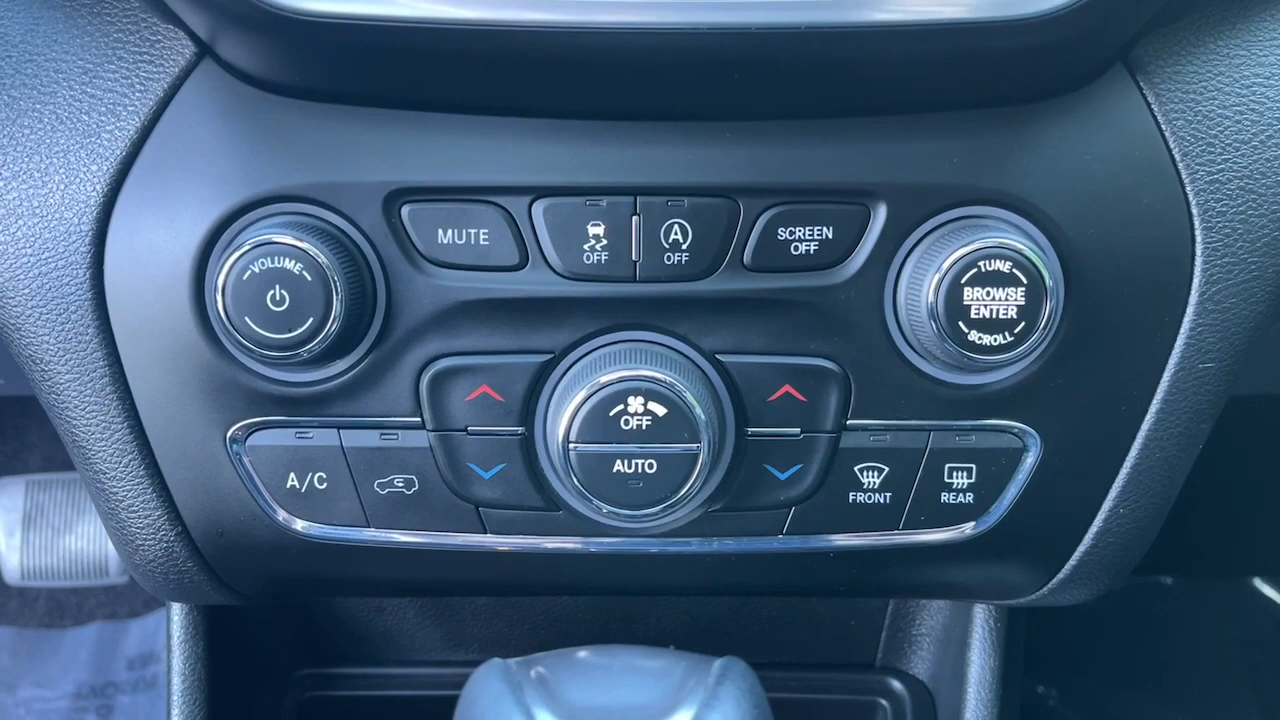 MUTE
OFF
A
OFF
SCREEN
OFF
VOLUME
TUNE
BROWSE
ENTER
SCROLL
OFF
AUTO
A/C
FRONT
REAR